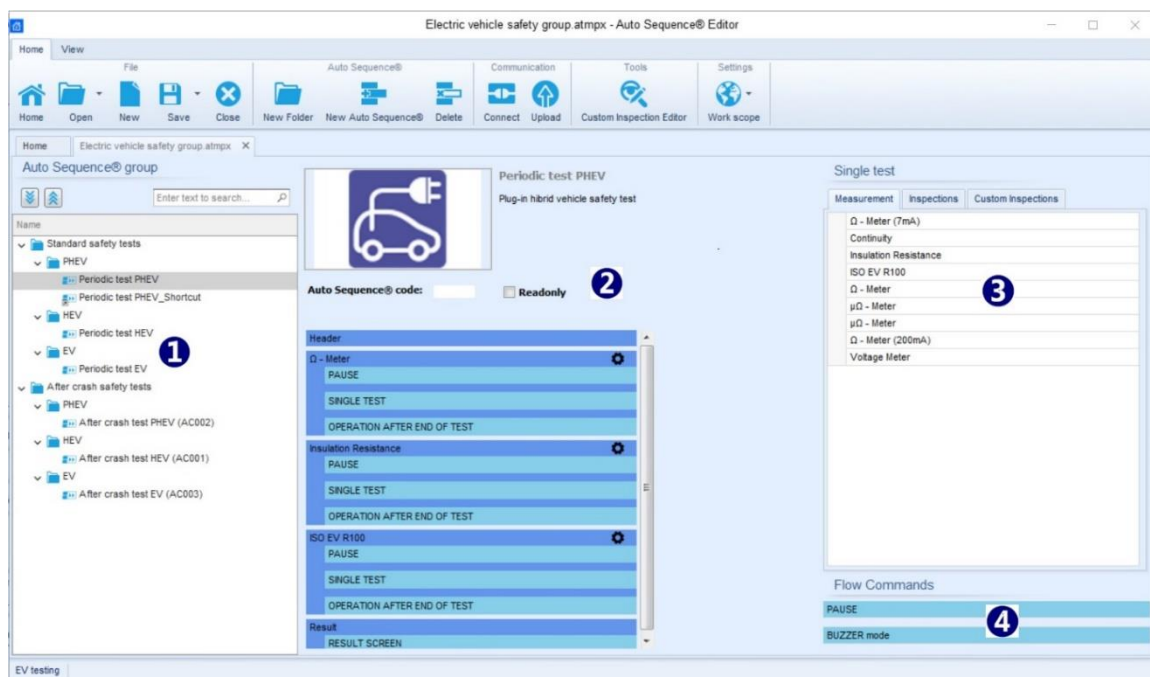 Electric vehicle safety group.atmpx - Auto Sequence® Editor
Home View
File Auto Sequence® Communication Tools Settings
Home Open New Save Close New Folder New Auto Sequence® Delete Connect Upload Custom Inspection Editor Work scope
Home Electric vehicle safety group.atmpx X
Auto Sequence® group
Enter text to search...
Name
Standard safety tests
PHEV
Periodic test PHEV
Periodic test PHEV_Shortcut
HEV
Periodic test HEV
EV
Periodic test EV
After crash safety tests
PHEV
After crash test PHEV (AC002)
HEV
After crash test HEV (AC001)
EV
After crash test EV (AC003)
1
Periodic test PHEV
Plug-in hibrid vehicle safety test
Auto Sequence® code: Readonly
2
Header
Ω - Meter
PAUSE
SINGLE TEST
OPERATION AFTER END OF TEST
Insulation Resistance
PAUSE
SINGLE TEST
OPERATION AFTER END OF TEST
ISO EV R100
PAUSE
SINGLE TEST
OPERATION AFTER END OF TEST
Result
RESULT SCREEN
Single test
Measurement Inspections Custom Inspections
Ω - Meter (7mA)
Continuity
Insulation Resistance
ISO EV R100
Ω - Meter
µΩ - Meter
µΩ - Meter
Ω - Meter (200mA)
Voltage Meter
3
Flow Commands
PAUSE
BUZZER mode
4
EV testing